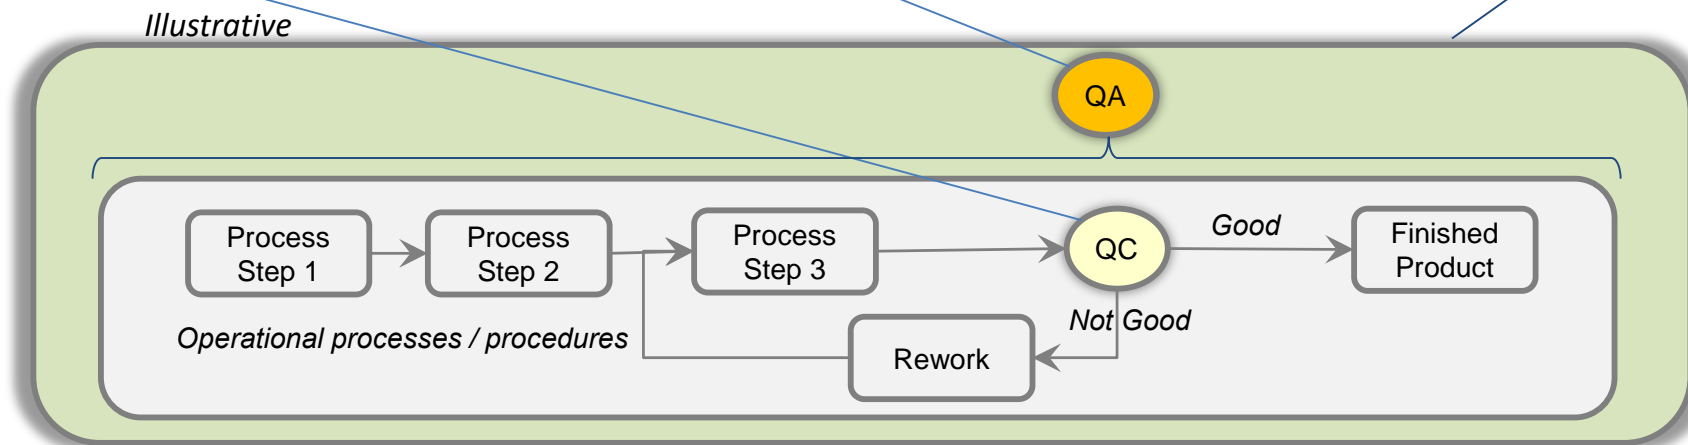 Illustrative
QA
Process
Step 1
Process
Step 2
Process
Step 3
QC
Good
Finished
Product
Not Good
Operational processes / procedures
Rework